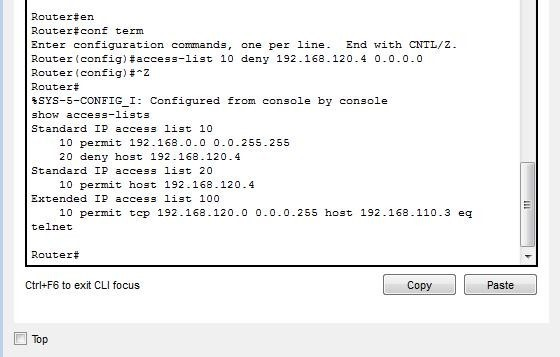 Router#en
Router#conf term
Enter configuration commands, one per line.  End with CNTL/Z.
Router(config)#access-list 10 deny 192.168.120.4 0.0.0.0
Router(config)#^Z
Router#
%SYS-5-CONFIG_I: Configured from console by console
show access-lists
Standard IP access list 10
    10 permit 192.168.0.0 0.0.255.255
    20 deny host 192.168.120.4
Standard IP access list 20
    10 permit host 192.168.120.4
Extended IP access list 100
    10 permit tcp 192.168.120.0 0.0.0.255 host 192.168.110.3 eq
telnet
Router#
Ctrl+F6 to exit CLI focus
Copy
Paste
Top